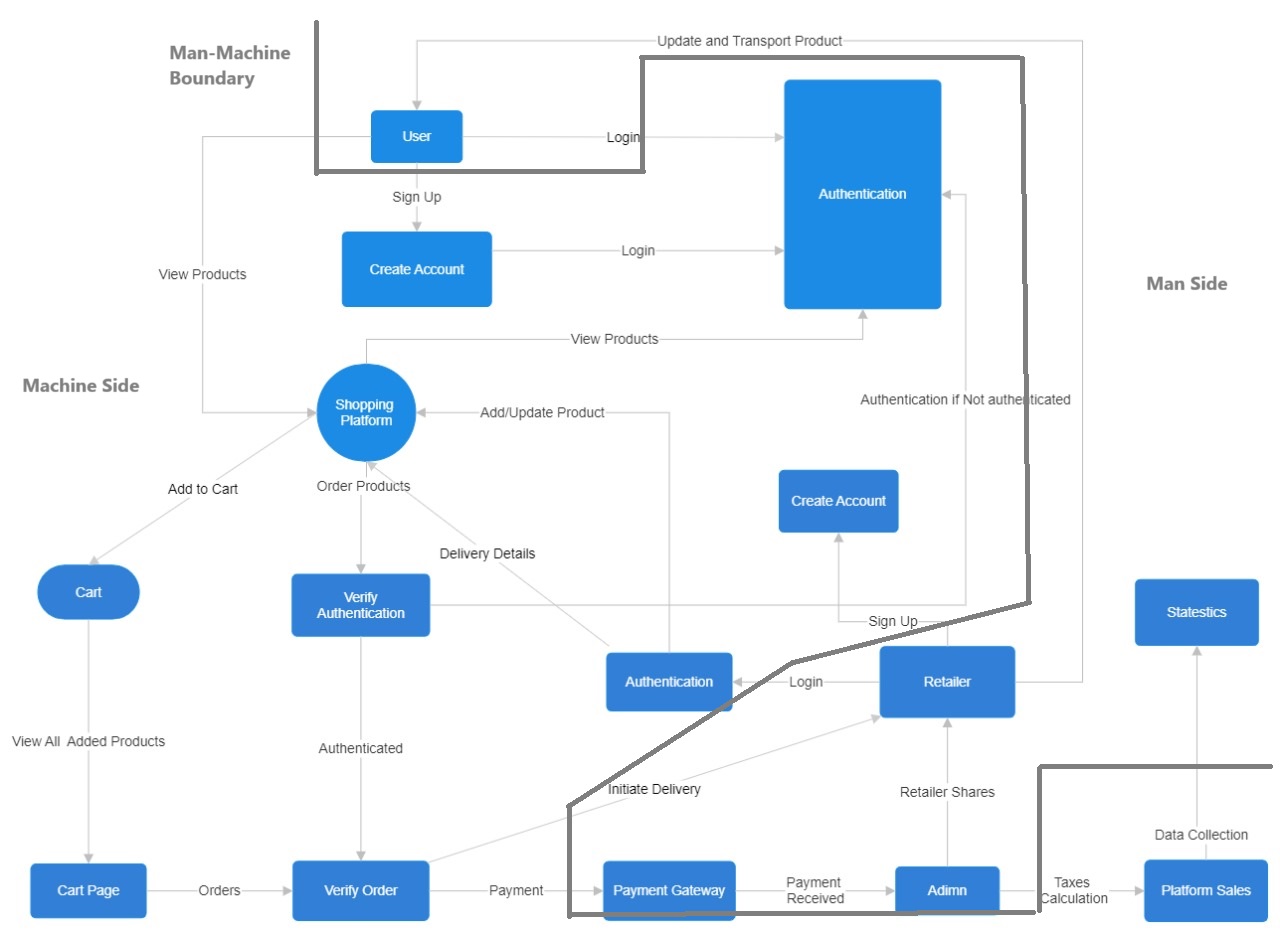 Update and Transport Product
Man-Machine
Boundary
User
Login
Authentication
Sign Up
Create Account
Login
View Products
Man Side
View Products
Machine Side
Shopping
Platform
Add/Update Product
Authentication if Not authenticated
Add to Cart
Order Products
Create Account
Delivery Details
Cart
Verify
Authentication
Statestics
Sign Up
Authentication
Login
Retailer
View All Added Products
Authenticated
Initiate Delivery
Retailer Shares
Data Collection
Cart Page
Orders
Verify Order
Payment
Payment Gateway
Payment
Received
Adimn
Taxes
Calculation
Platform Sales